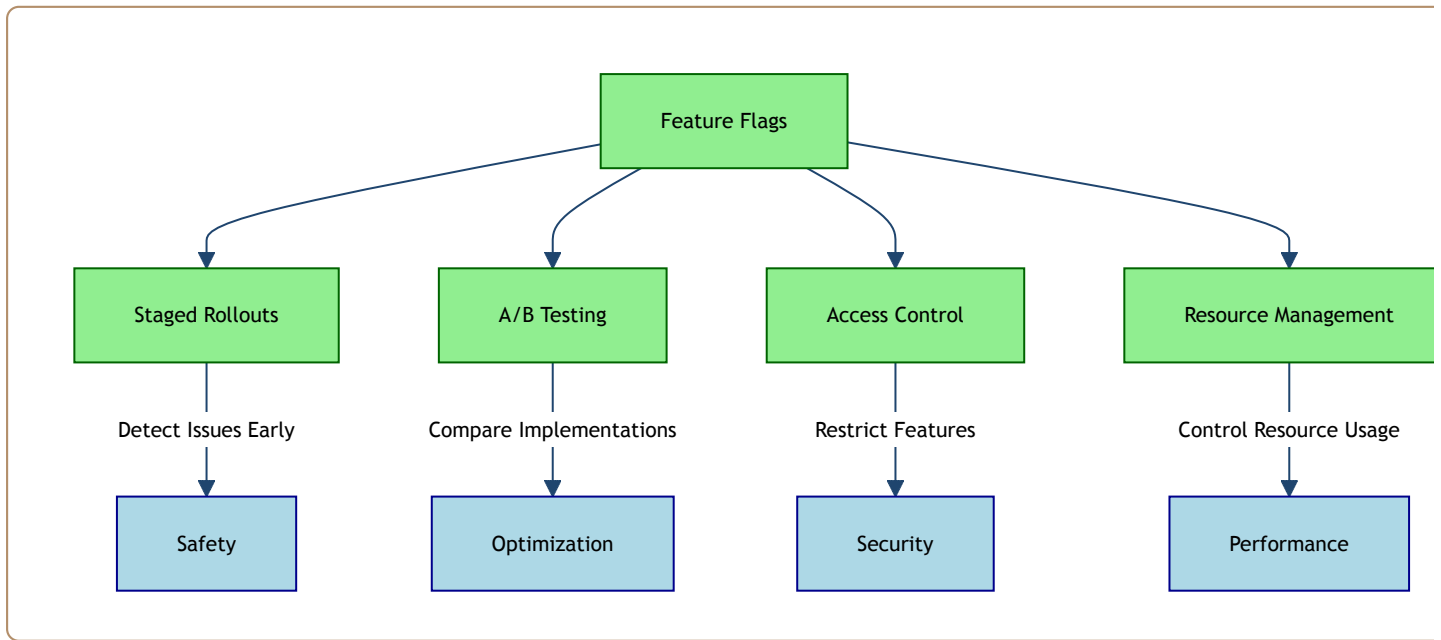 Feature Flags
Staged Rollouts
A/B Testing
Access Control
Resource Management
Detect Issues Early
Compare Implementations
Restrict Features
Control Resource Usage
Safety
Optimization
Security
Performance